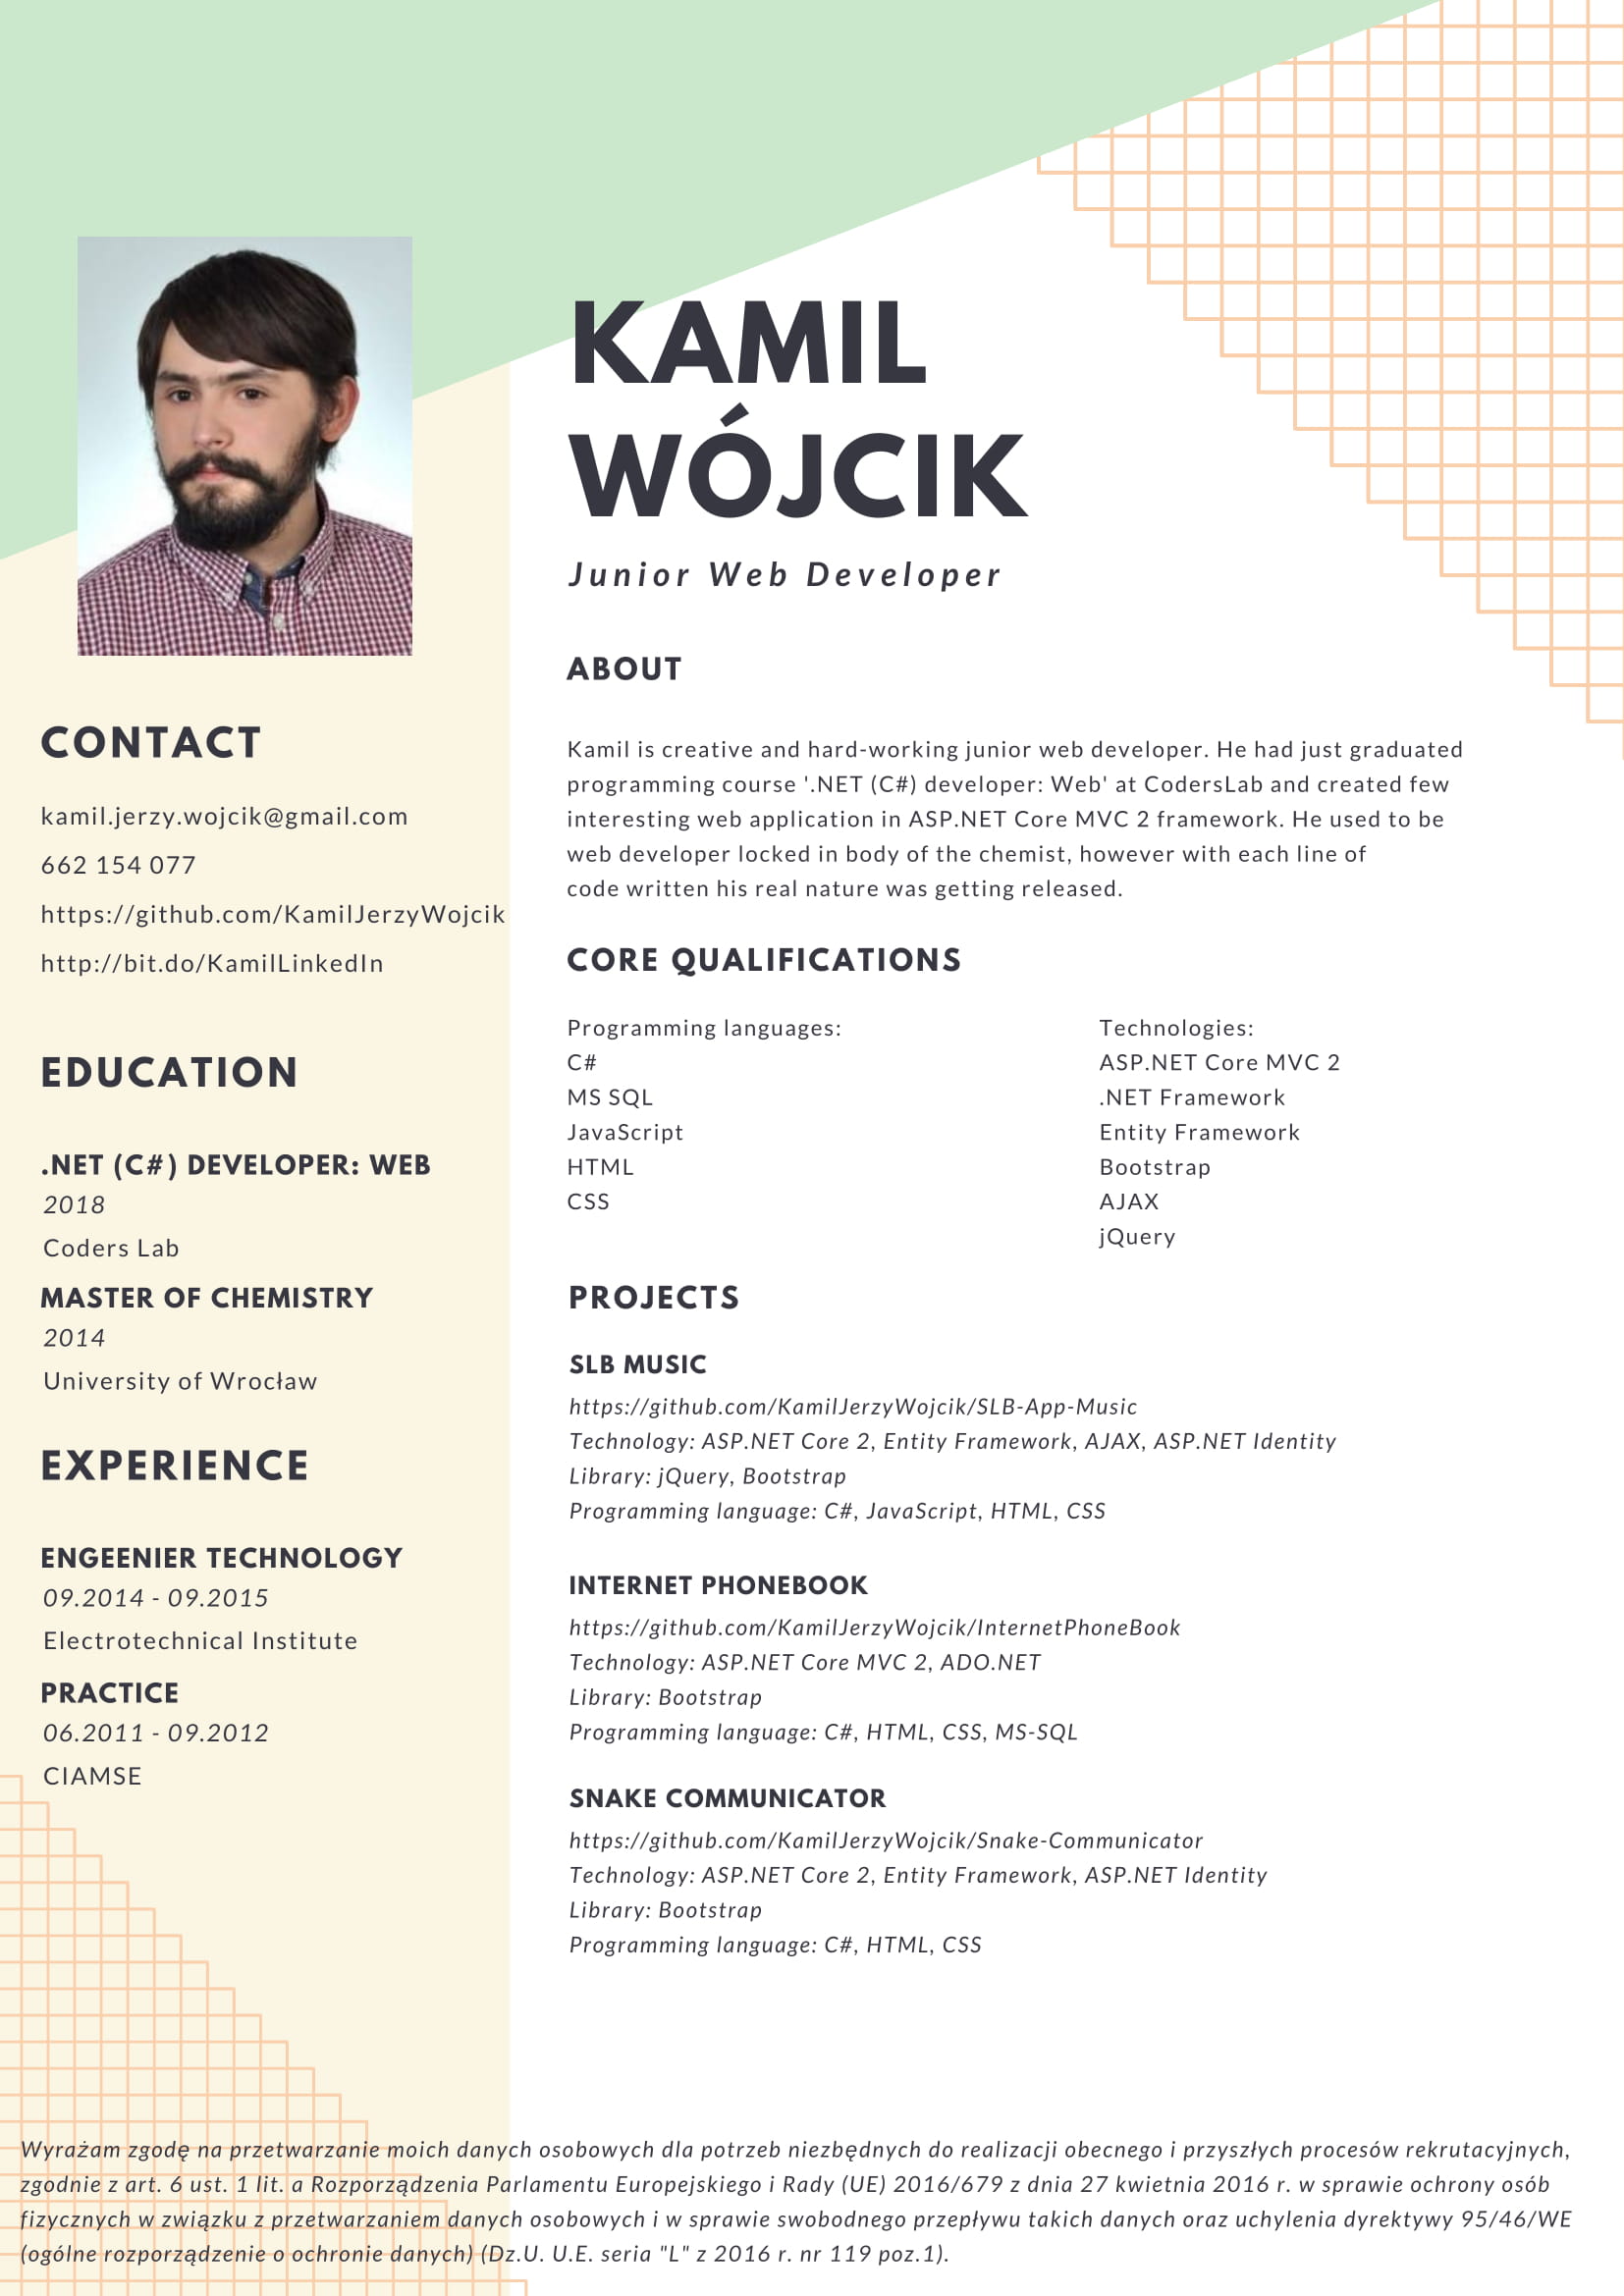 KAMIL
WÓJCIK
Junior Web Developer
CONTACT
kamil.jerzy.wojcik@gmail.com
662 154 077
https://github.com/KamilJerzyWojcik
http://bit.do/KamilLinkedIn
EDUCATION
.NET (C#) DEVELOPER: WEB
2018
Coders Lab
MASTER OF CHEMISTRY
2014
University of Wrocław
EXPERIENCE
ENGEENIER TECHNOLOGY
09.2014 - 09.2015
Electrotechnical Institute
PRACTICE
06.2011 - 09.2012
CIAMSE
ABOUT
Kamil is creative and hard-working junior web developer. He had just graduated
programming course '.NET (C#) developer: Web' at CodersLab and created few
interesting web application in ASP.NET Core MVC 2 framework. He used to be
web developer locked in body of the chemist, however with each line of
code written his real nature was getting released.
CORE QUALIFICATIONS
Programming languages:
C#
MS SQL
JavaScript
HTML
CSS
Technologies:
ASP.NET Core MVC 2
.NET Framework
Entity Framework
Bootstrap
AJAX
jQuery
PROJECTS
SLB MUSIC
https://github.com/KamilJerzyWojcik/SLB-App-Music
Technology: ASP.NET Core 2, Entity Framework, AJAX, ASP.NET Identity
Library: jQuery, Bootstrap
Programming language: C#, JavaScript, HTML, CSS
INTERNET PHONEBOOK
https://github.com/KamilJerzyWojcik/InternetPhoneBook
Technology: ASP.NET Core MVC 2, ADO.NET
Library: Bootstrap
Programming language: C#, HTML, CSS, MS-SQL
SNAKE COMMUNICATOR
https://github.com/KamilJerzyWojcik/Snake-Communicator
Technology: ASP.NET Core 2, Entity Framework, ASP.NET Identity
Library: Bootstrap
Programming language: C#, HTML, CSS
Wyrażam zgodę na przetwarzanie moich danych osobowych dla potrzeb niezbędnych do realizacji obecnego i przyszłych procesów rekrutacyjnych,
zgodnie z art. 6 ust. 1 lit. a Rozporządzenia Parlamentu Europejskiego i Rady (UE) 2016/679 z dnia 27 kwietnia 2016 r. w sprawie ochrony osób
fizycznych w związku z przetwarzaniem danych osobowych i w sprawie swobodnego przepływu takich danych oraz uchylenia dyrektywy 95/46/WE
(ogólne rozporządzenie o ochronie danych) (Dz.U. U.E. seria "L" z 2016 r. nr 119 poz.1).